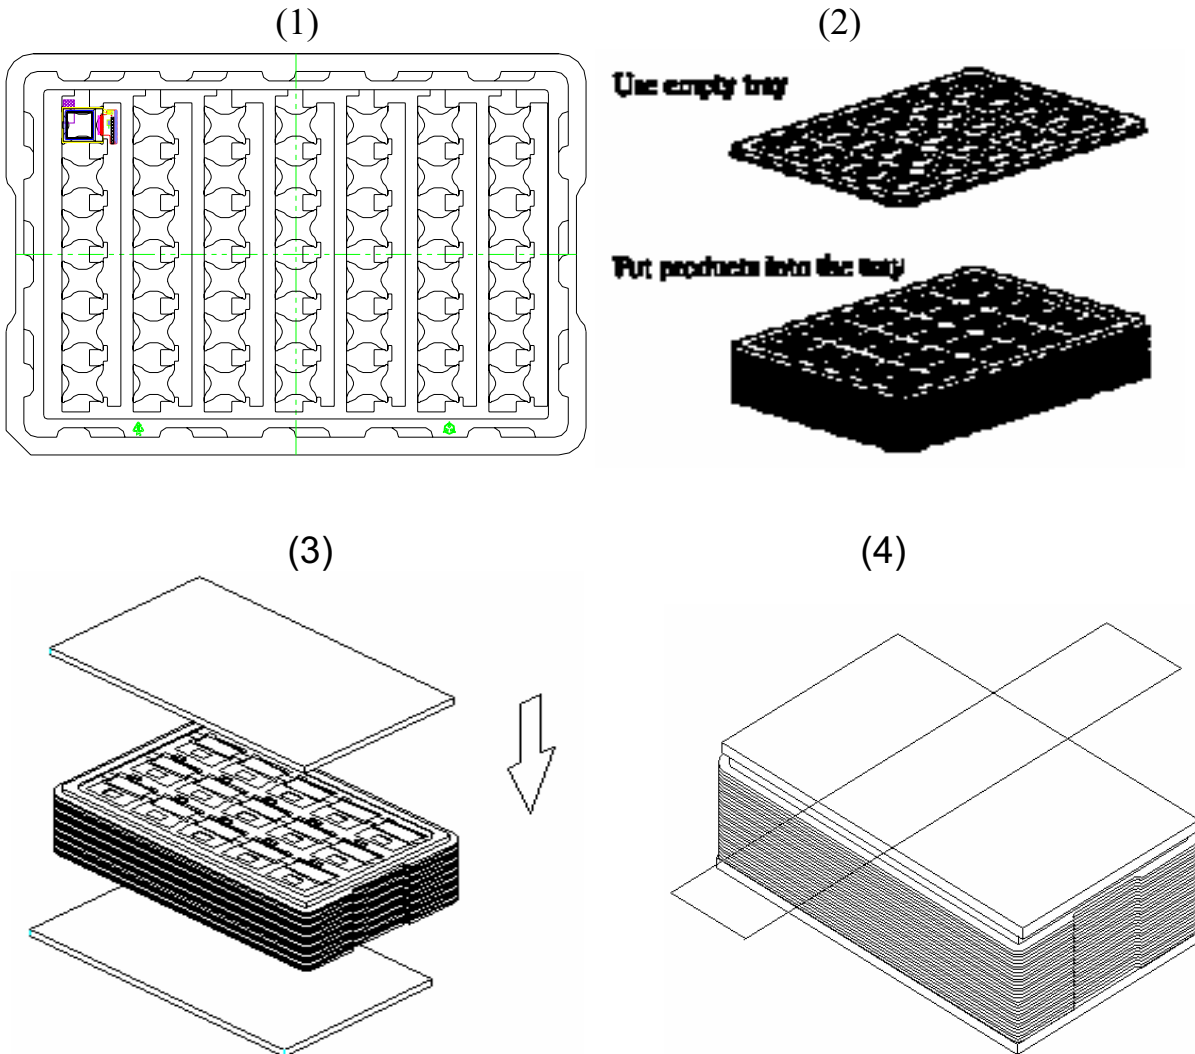 (1)
(2)
Use empty tray
Put products into the tray
(3)
(4)